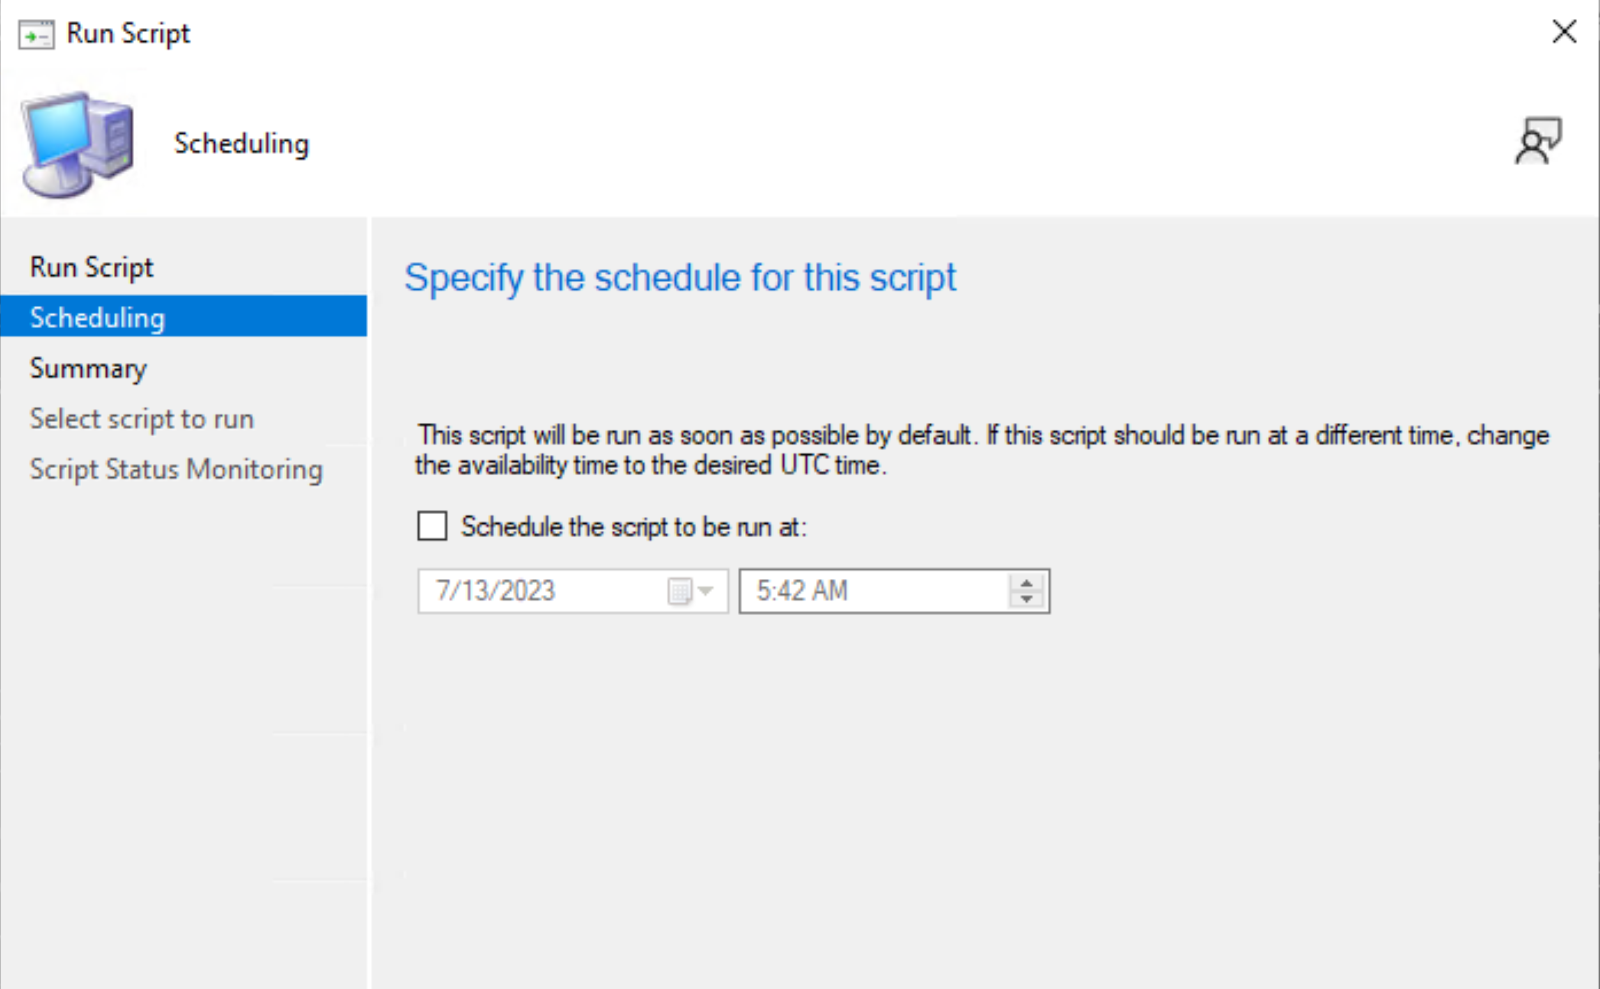 Run Script
Scheduling
Run Script
Scheduling
Summary
Select script to run
Script Status Monitoring
Specify the schedule for this script
This script will be run as soon as possible by default. If this script should be run at a different time, change
the availability time to the desired UTC time.
Schedule the script to be run at:
7/13/2023
5:42 AM